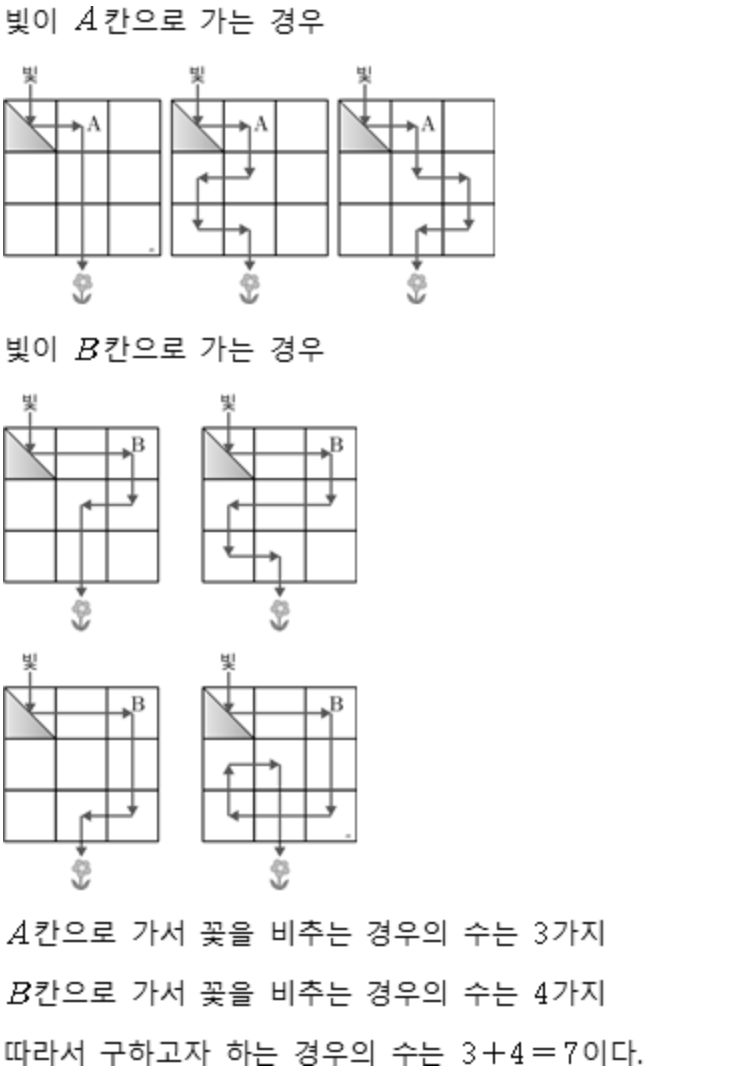 빛이 A칸으로 가는 경우
빛 빛 빛
A A A
빛이 B칸으로 가는 경우
빛 빛
B B
빛 빛
B B
A칸으로 가서 꽃을 비추는 경우의 수는 3가지
B칸으로 가서 꽃을 비추는 경우의 수는 4가지
따라서 구하고자 하는 경우의 수는 3+4=7이다.